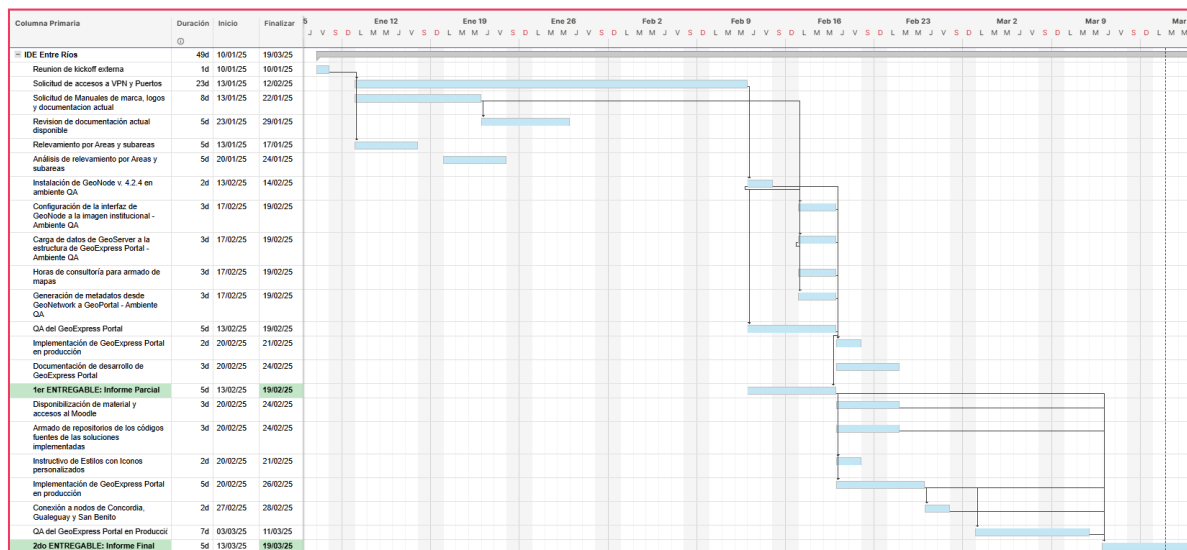 Columna Primaria Duración Inicio Finalizar
5 Ene 12 Ene 19 Ene 26 Feb 2 Feb 9 Feb 16 Feb 23 Mar 2 Mar 9 Mar
J V S D L M M J V S D L M M J V S D L M M J V S D L M M J V S D L M M J V S D L M M J V S D L M M J V S D L M M J V S D L M M J V S D L M
IDE Entre Ríos 49d 10/01/25 19/03/25
Reunion de kickoff externa 1d 10/01/25 10/01/25
Solicitud de accesos a VPN y Puertos 23d 13/01/25 12/02/25
Solicitud de Manuales de marca, logos 8d 13/01/25 22/01/25
y documentacion actual
Revision de documentación actual 5d 23/01/25 29/01/25
disponible
Relevamiento por Areas y subareas 5d 13/01/25 17/01/25
Análisis de relevamiento por Areas y 5d 20/01/25 24/01/25
subareas
Instalación de GeoNode v. 4.2.4 en 2d 13/02/25 14/02/25
ambiente QA
Configuración de la interfaz de 3d 17/02/25 19/02/25
GeoNode a la imagen institucional -
Ambiente QA
Carga de datos de GeoServer a la 3d 17/02/25 19/02/25
estructura de GeoExpress Portal -
Ambiente QA
Horas de consultoría para armado de 3d 17/02/25 19/02/25
mapas
Generación de metadatos desde 3d 17/02/25 19/02/25
GeoNetwork a GeoPortal - Ambiente
QA
QA del GeoExpress Portal 5d 13/02/25 19/02/25
Implementación de GeoExpress Portal 2d 20/02/25 21/02/25
en producción
Documentación de desarrollo de 3d 20/02/25 24/02/25
GeoExpress Portal
1er ENTREGABLE: Informe Parcial 5d 13/02/25 19/02/25
Disponibilización de material y 3d 20/02/25 24/02/25
accesos al Moodle
Armado de repositorios de los códigos 3d 20/02/25 24/02/25
fuentes de las soluciones
implementadas
Instructivo de Estilos con Iconos 2d 20/02/25 21/02/25
personalizados
Implementación de GeoExpress Portal 5d 20/02/25 26/02/25
en producción
Conexión a nodos de Concordia, 2d 27/02/25 28/02/25
Gualeguay y San Benito
QA del GeoExpress Portal en Producció 7d 03/03/25 11/03/25
2do ENTREGABLE: Informe Final 5d 13/03/25 19/03/25